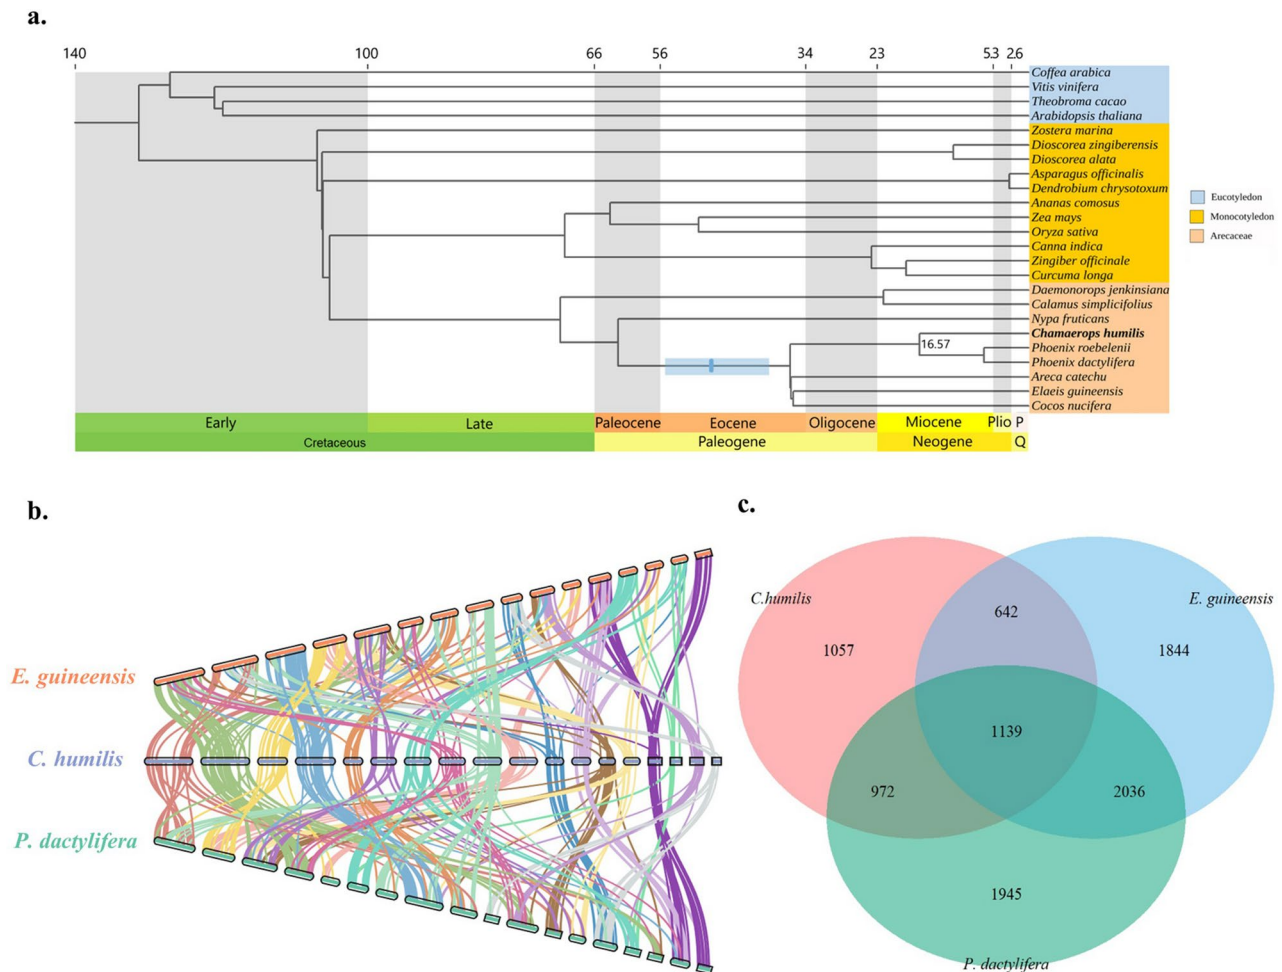 a.
140 100 66 56 34 23 53 2.6
Coffea arabica
Vitis vinifera
Theobroma cacao
Arabidopsis thaliana
Zostera marina
Dioscorea zingiberensis
Dioscorea alata
Asparagus officinalis
Dendrobium chrysotoxum
Ananas comosus
Zea mays
Oryza sativa
Canna indica
Zingiber officinale
Curcuma longa
Daemonorops jenkinsiana
Calamus simplicifolius
Nypa fruticans
Chamaerops humilis
16.57
Phoenix roebelenii
Phoenix dactylifera
Areca catechu
Elaeis guineensis
Cocos nucifera
Eucotyledon
Monocotyledon
Arecaceae
Early Late Paleocene Eocene Oligocene Miocene Plio P
Cretaceous Paleogene Neogene Q
b.
E. guineensis
C. humilis
P. dactylifera
c.
C.humilis
E. guineensis
642
1057
1844
1139
972
2036
1945
P. dactylifera